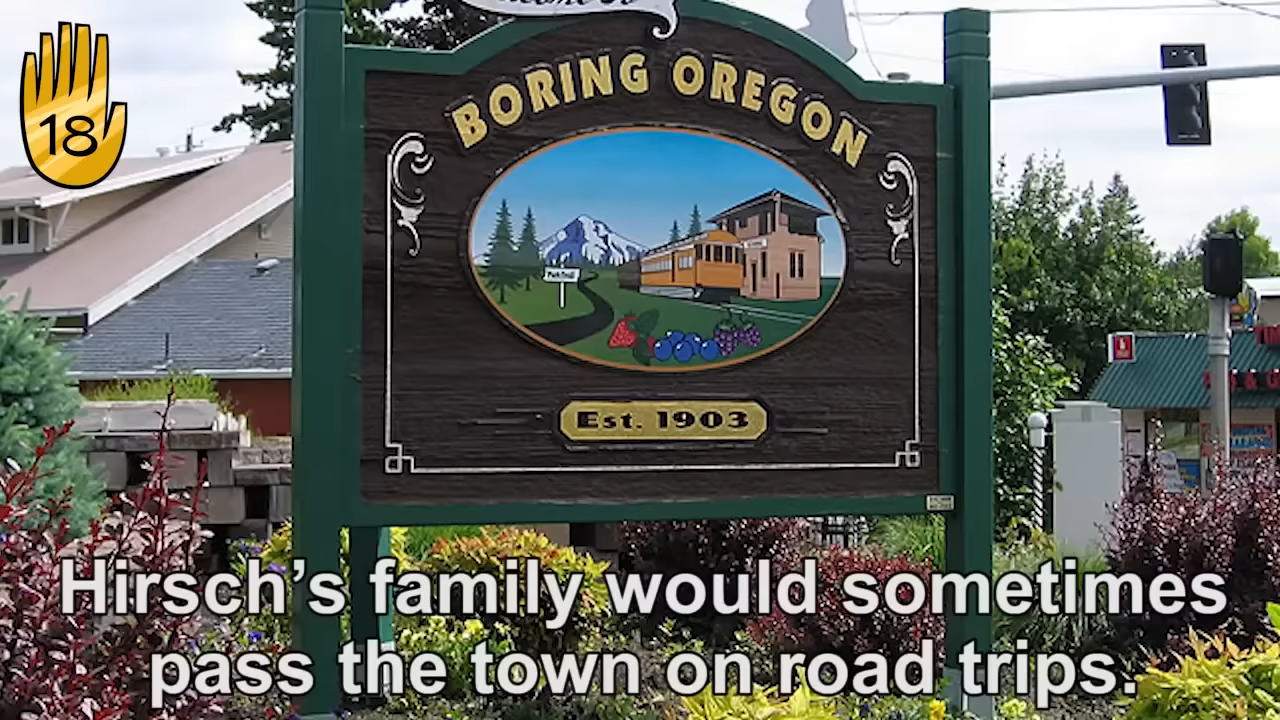 18
BORING OREGON
Est. 1903
Hirsch's family would sometimes
pass the town on road trips.